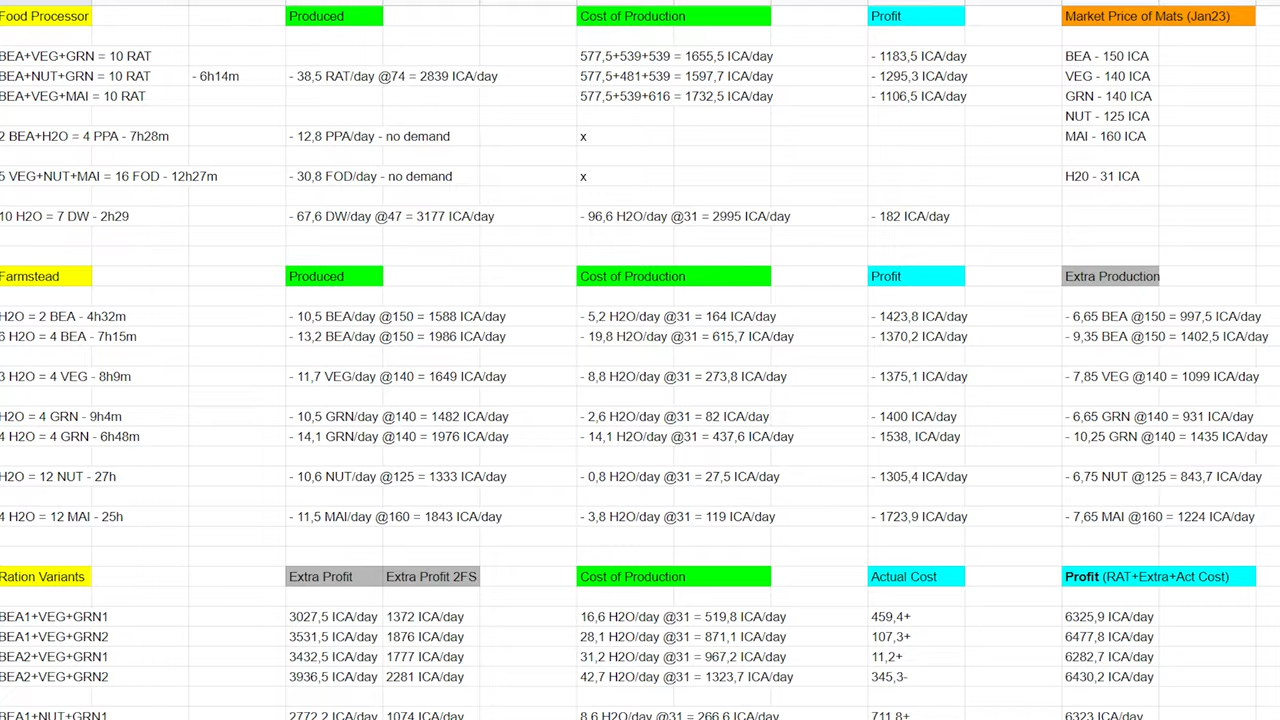 Food Processor Produced Cost of Production Profit Market Price of Mats (Jan23)
BEA+VEG+GRN = 10 RAT 577,5+539+539 = 1655,5 ICA/day - 1183,5 ICA/day BEA - 150 ICA
BEA+NUT+GRN = 10 RAT - 6h14m - 38,5 RAT/day @74 = 2839 ICA/day 577,5+481+539 = 1597,7 ICA/day - 1295,3 ICA/day VEG - 140 ICA
BEA+VEG+MAI = 10 RAT 577,5+539+616 = 1732,5 ICA/day - 1106,5 ICA/day GRN - 140 ICA
NUT - 125 ICA
2 BEA+H2O = 4 PPA - 7h28m - 12,8 PPA/day - no demand x MAI - 160 ICA
5 VEG+NUT+MAI = 16 FOD - 12h27m - 30,8 FOD/day - no demand x H20 - 31 ICA
10 H2O = 7 DW - 2h29 - 67,6 DW/day @47 = 3177 ICA/day - 96,6 H2O/day @31 = 2995 ICA/day - 182 ICA/day
Farmstead Produced Cost of Production Profit Extra Production
H2O = 2 BEA - 4h32m - 10,5 BEA/day @150 = 1588 ICA/day - 5,2 H2O/day @31 = 164 ICA/day - 1423,8 ICA/day - 6,65 BEA @150 = 997,5 ICA/day
6 H2O = 4 BEA - 7h15m - 13,2 BEA/day @150 = 1986 ICA/day - 19,8 H2O/day @31 = 615,7 ICA/day - 1370,2 ICA/day - 9,35 BEA @150 = 1402,5 ICA/day
3 H2O = 4 VEG - 8h9m - 11,7 VEG/day @140 = 1649 ICA/day - 8,8 H2O/day @31 = 273,8 ICA/day - 1375,1 ICA/day - 7,85 VEG @140 = 1099 ICA/day
H2O = 4 GRN - 9h4m - 10,5 GRN/day @140 = 1482 ICA/day - 2,6 H2O/day @31 = 82 ICA/day - 1400 ICA/day - 6,65 GRN @140 = 931 ICA/day
4 H2O = 4 GRN - 6h48m - 14,1 GRN/day @140 = 1976 ICA/day - 14,1 H2O/day @31 = 437,6 ICA/day - 1538, ICA/day - 10,25 GRN @140 = 1435 ICA/day
H2O = 12 NUT - 27h - 10,6 NUT/day @125 = 1333 ICA/day - 0,8 H2O/day @31 = 27,5 ICA/day - 1305,4 ICA/day - 6,75 NUT @125 = 843,7 ICA/day
4 H2O = 12 MAI - 25h - 11,5 MAI/day @160 = 1843 ICA/day - 3,8 H2O/day @31 = 119 ICA/day - 1723,9 ICA/day - 7,65 MAI @160 = 1224 ICA/day
Ration Variants Extra Profit Extra Profit 2FS Cost of Production Actual Cost Profit (RAT+Extra+Act Cost)
BEA1+VEG+GRN1 3027,5 ICA/day 1372 ICA/day 16,6 H2O/day @31 = 519,8 ICA/day 459,4+ 6325,9 ICA/day
BEA1+VEG+GRN2 3531,5 ICA/day 1876 ICA/day 28,1 H2O/day @31 = 871,1 ICA/day 107,3+ 6477,8 ICA/day
BEA2+VEG+GRN1 3432,5 ICA/day 1777 ICA/day 31,2 H2O/day @31 = 967,2 ICA/day 11,2+ 6282,7 ICA/day
BEA2+VEG+GRN2 3936,5 ICA/day 2281 ICA/day 42,7 H2O/day @31 = 1323,7 ICA/day 345,3- 6430,2 ICA/day
BEA1+NUT+GRN1 2772,2 ICA/day 1074 ICA/day 8,6 H2O/day @31 = 266,6 ICA/day 711,8+ 6323 ICA/day